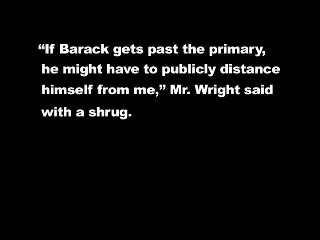 “If Barack gets past the primary,
he might have to publicly distance
himself from me,” Mr. Wright said
with a shrug.